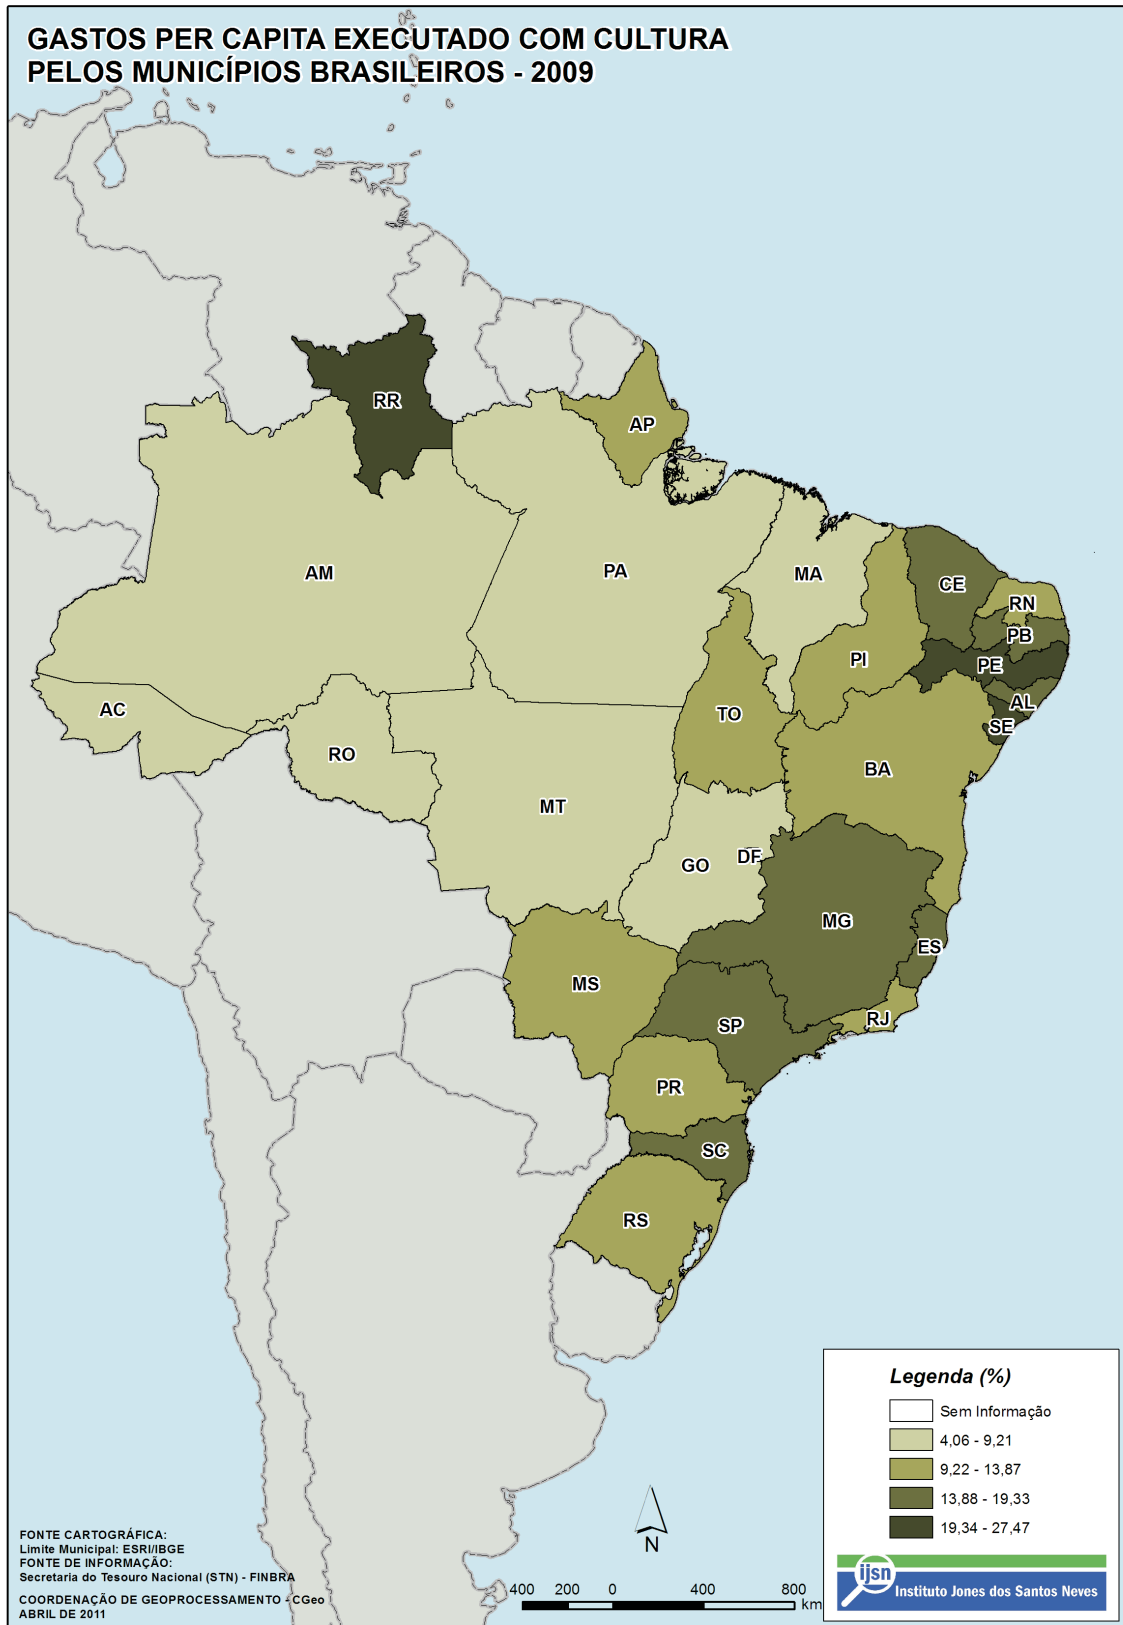 GASTOS PER CAPITA EXECUTADO COM CULTURA
PELOS MUNICÍPIOS BRASILEIROS - 2009
RR
AP
AM
PA
MA
CE
RN
PB
PI
PE
AL
AC
TO
SE
RO
BA
MT
GO
DF
MG
ES
MS
RJ
SP
PR
SC
RS
Legenda (%)
Sem Informação
4,06 - 9,21
9,22 - 13,87
13,88 - 19,33
19,34 - 27,47
N
FONTE CARTOGRÁFICA:
Limite Municipal: ESRI/IBGE
FONTE DE INFORMAÇÃO:
Secretaria do Tesouro Nacional (STN) - FINBRA
COORDENAÇÃO DE GEOPROCESSAMENTO - CGeo
ABRIL DE 2011
400 200 0 400 800
km
ijsn
Instituto Jones dos Santos Neves